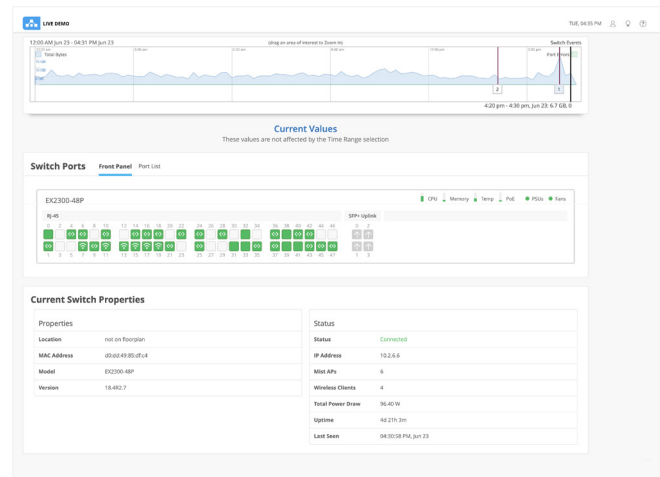 LIVE DEMO
TUE, 04:55 PM
12:00 AM Jun 23 - 04:31 PM Jun 23
(drag an area of interest to Zoom In)
Switch Events
Total Bytes
Port Errors
2
1
4:20 pm - 4:30 pm, Jun 23: 6.7 GB, 0
Current Values
These values are not affected by the Time Range selection
Switch Ports Front Panel Port List
EX2300-48P
CPU Memory Temp PoE PSUs Fans
RJ-45
SFP+ Uplink
0 2 4 6 8 10 12 14 16 18 20 22 24 26 28 30 32 34 36 38 40 42 44 46 0 2
1 3 5 7 9 11 13 15 17 19 21 23 25 27 29 31 33 35 37 39 41 43 45 47 1 3
Current Switch Properties
Properties
Location not on floorplan
MAC Address d0:dd:49:85:df:c4
Model EX2300-48P
Version 18.4R2.7
Status
Status Connected
IP Address 10.2.6.6
Mist APs 6
Wireless Clients 4
Total Power Draw 96.40 W
Uptime 4d 21h 3m
Last Seen 04:30:58 PM, Jun 23